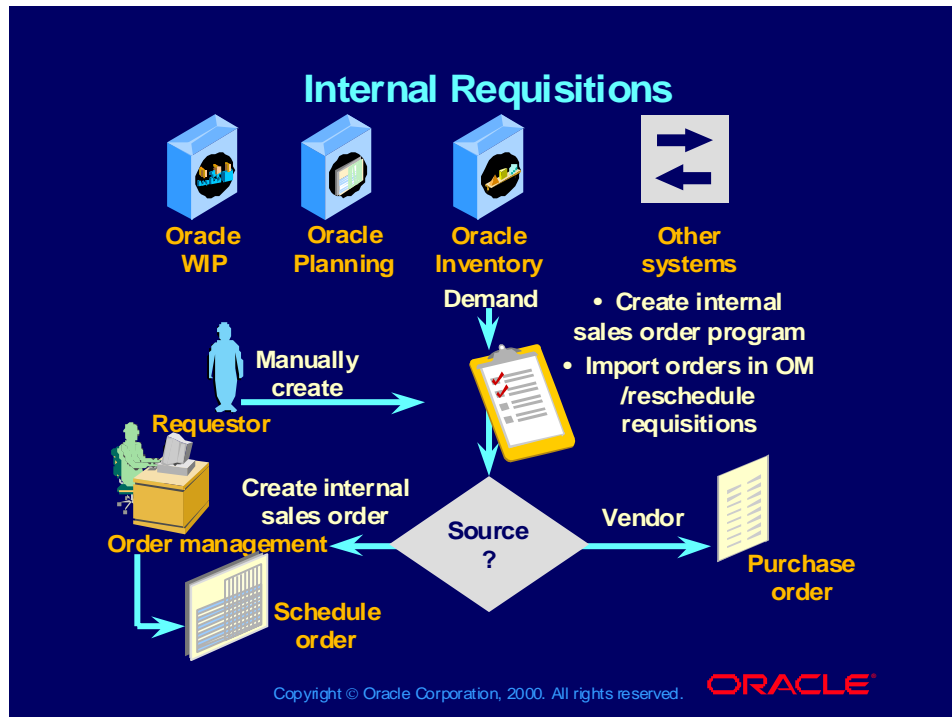 Internal Requisitions
Oracle
WIP
Oracle
Planning
Oracle
Inventory
Other
systems
Demand
• Create internal
sales order program
• Import orders in OM
/reschedule
requisitions
Manually
create
Requestor
Create internal
sales order
Order management
Source
?
Vendor
Purchase
order
Schedule
order
Copyright © Oracle Corporation, 2000. All rights reserved.
ORACLE®